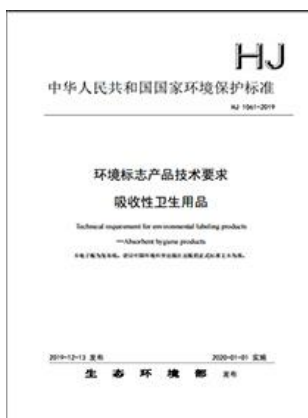 HJ
中华人民共和国国家环境保护标准
HJ 1061-2019
环境标志产品技术要求
吸收性卫生用品
Technical requirement for environmental labeling products
—Absorbent hygiene products
2019-12-13 发布
2020-01-01 实施
生态环境部 发布